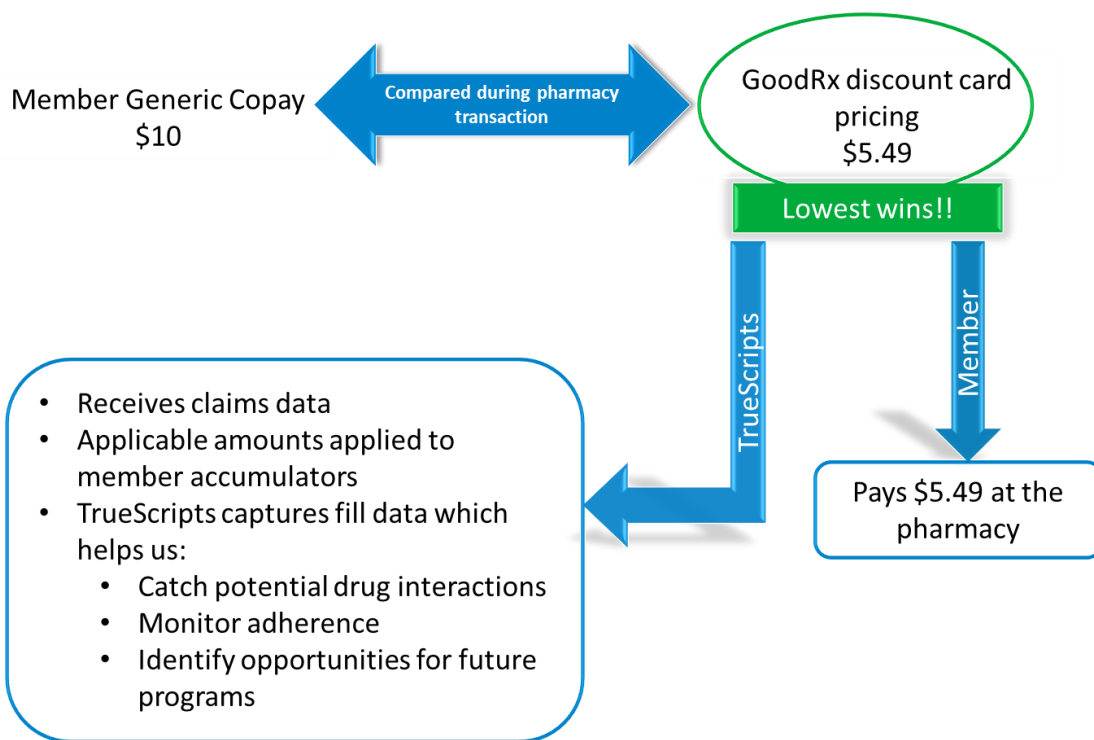 Member Generic Copay
$10
Compared during pharmacy
transaction
GoodRx discount card
pricing
$5.49
Lowest wins!!
TrueScripts
Member
• Receives claims data
• Applicable amounts applied to
member accumulators
• TrueScripts captures fill data which
helps us:
• Catch potential drug interactions
• Monitor adherence
• Identify opportunities for future
programs
Pays $5.49 at the
pharmacy